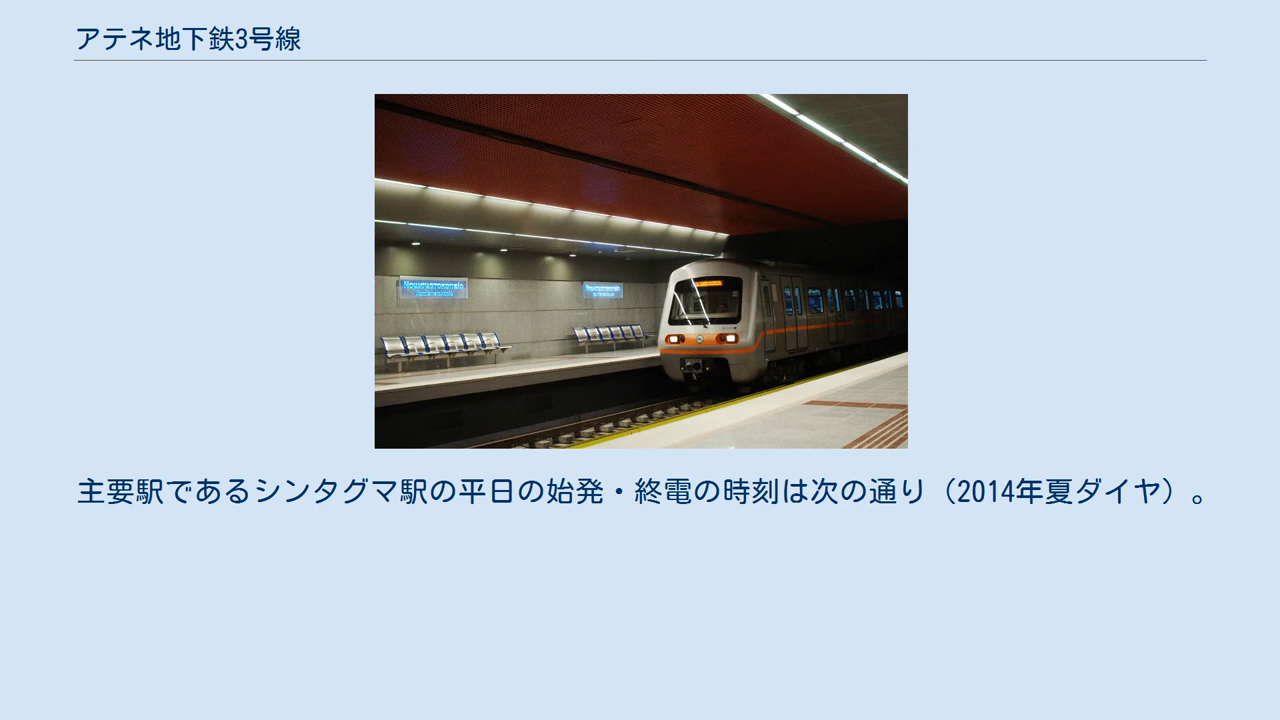 アテネ地下鉄3号線
主要駅であるシンタグマ駅の平日の始発・終電の時刻は次の通り（2014年夏ダイヤ）。